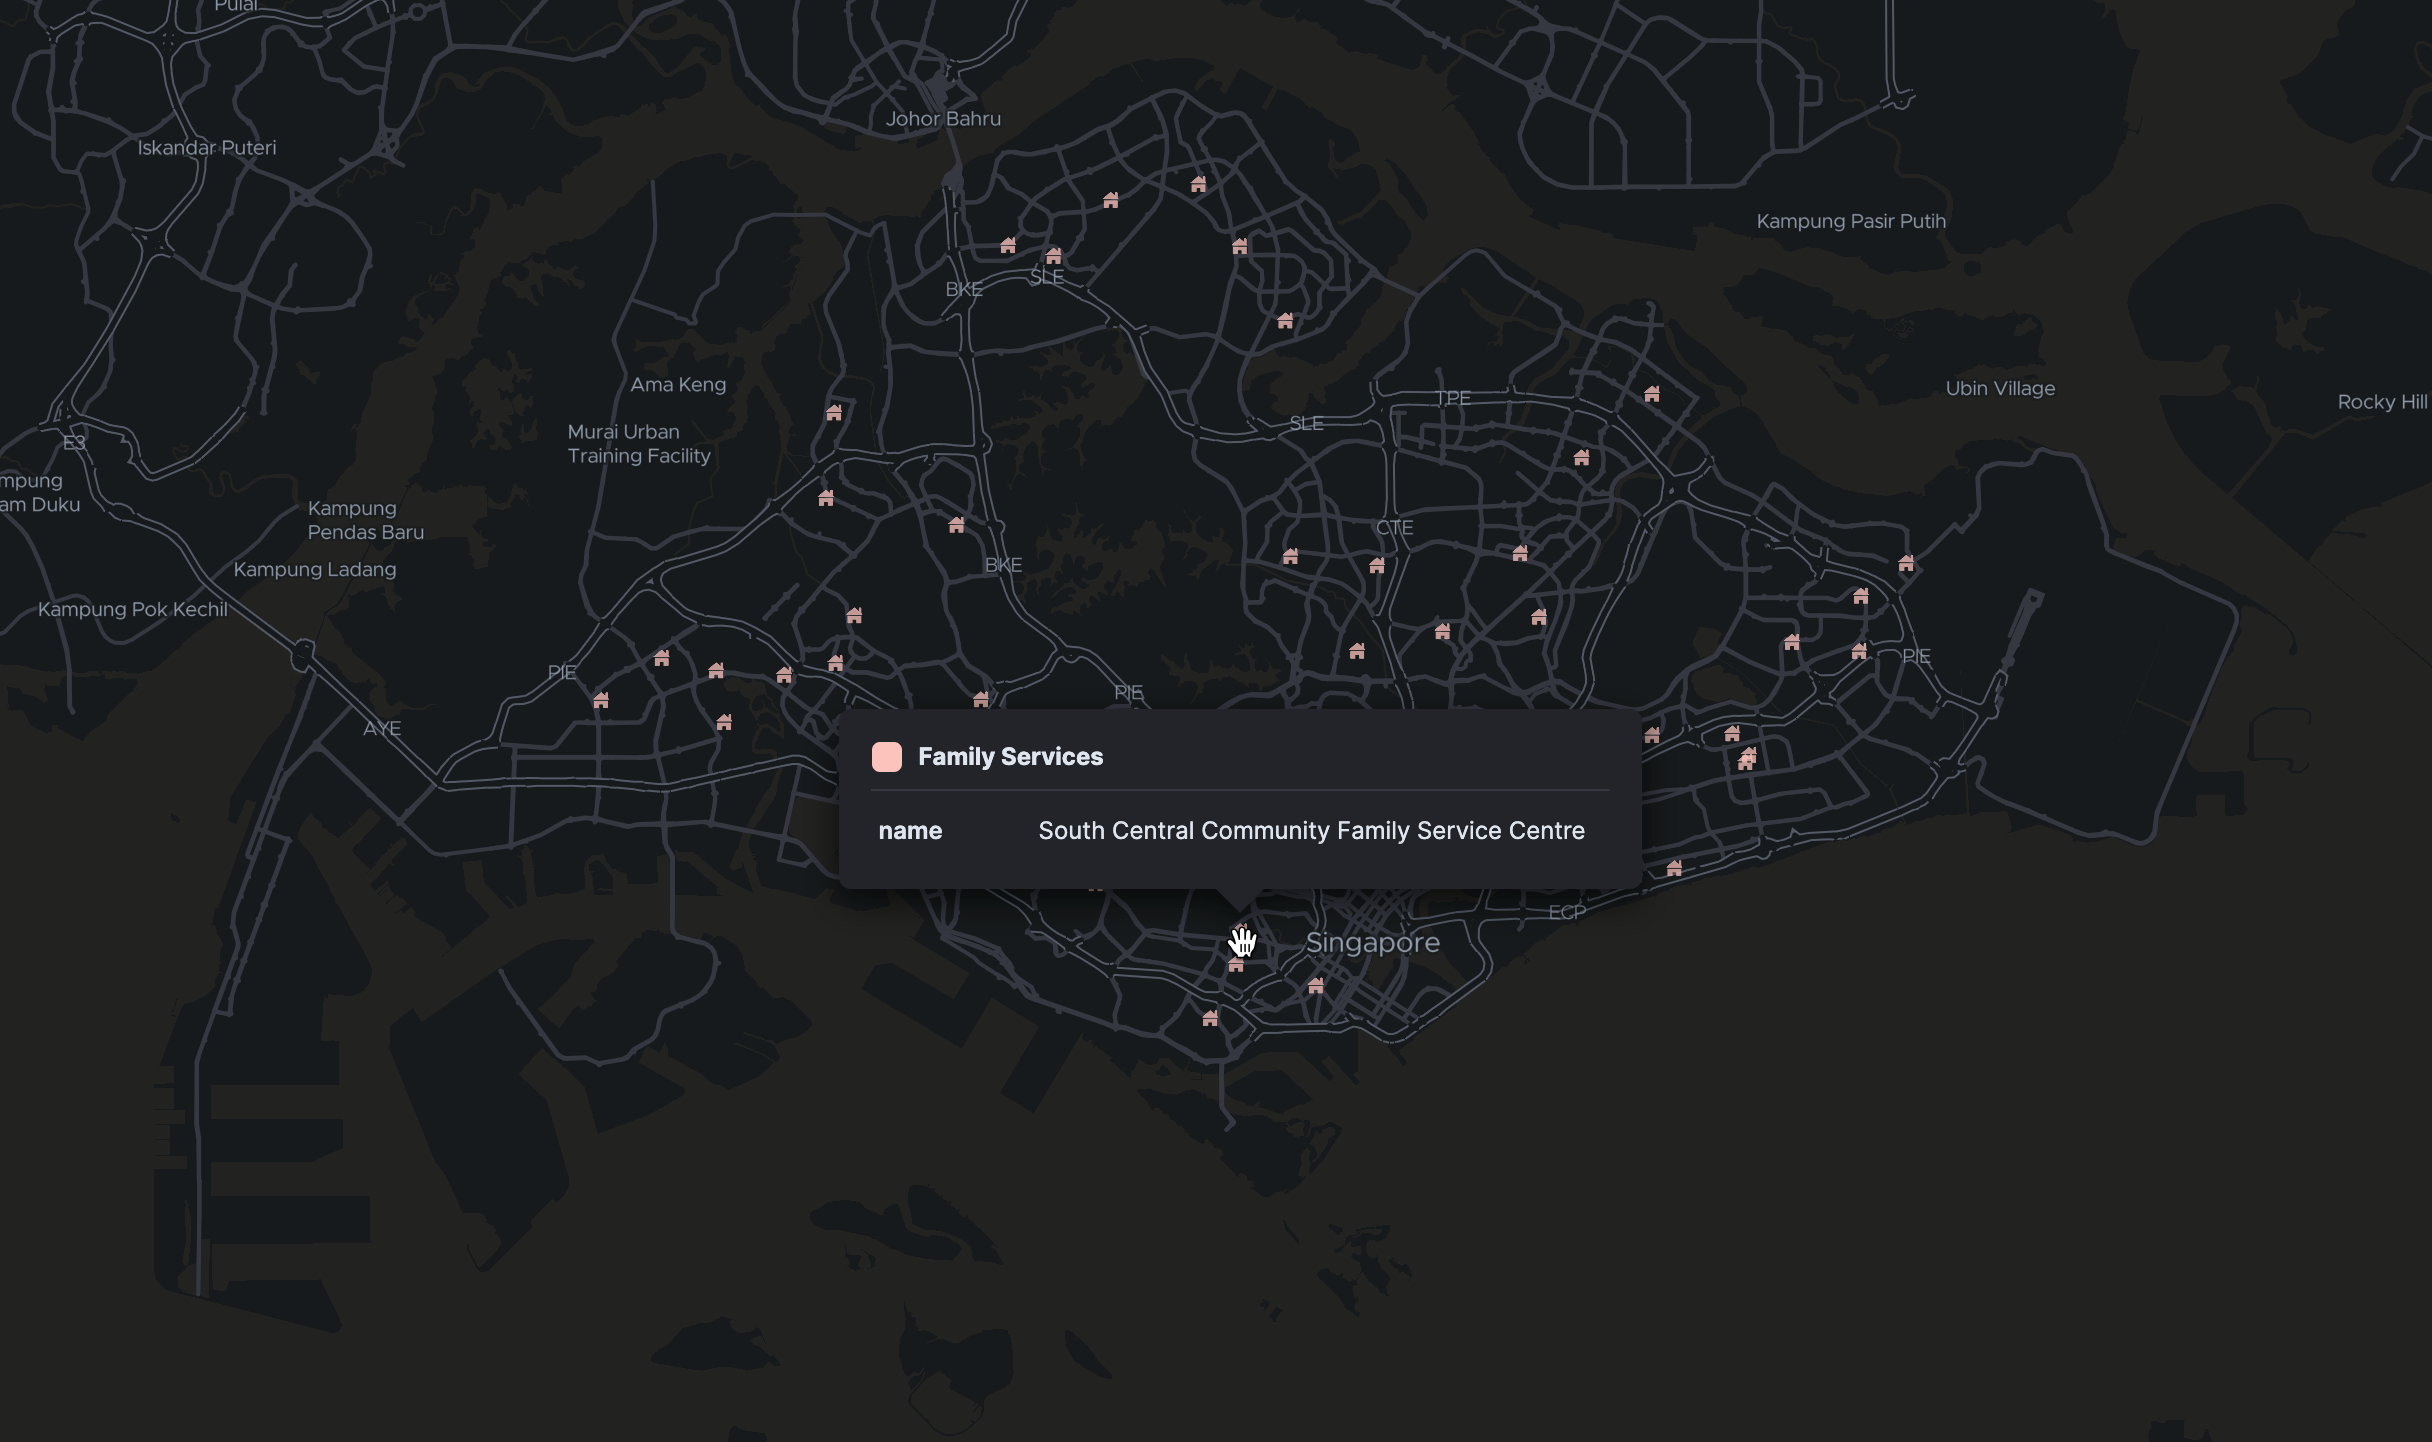 Pulai
Johor Bahru
Iskandar Puteri
Kampung Pasir Putih
SLE
BKE
Ama Keng
Ubin Village
TPE
Rocky Hill
SLE
Murai Urban
Training Facility
E3
mpung
am Duku
Kampung
Pendas Baru
CTE
BKE
Kampung Ladang
Kampung Pok Kechil
PIE
PIE
PIE
AYE
Family Services
name South Central Community Family Service Centre
ECP
Singapore